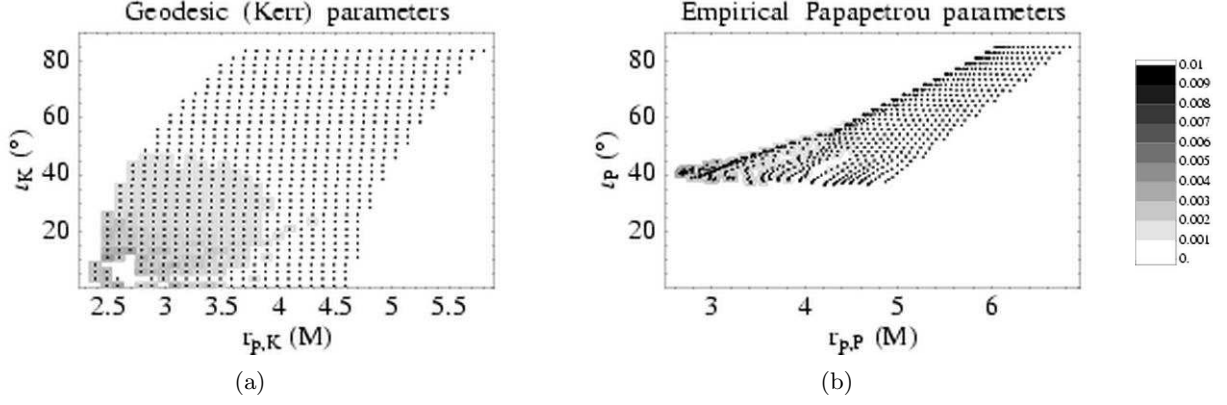 Geodesic (Kerr) parameters
80
60
40
20
ι_K (°)
2.5 3 3.5 4 4.5 5 5.5
r_p,K (M)
(a)
Empirical Papapetrou parameters
80
60
40
20
ι_P (°)
3 4 5 6
r_p,P (M)
(b)
0.01
0.009
0.008
0.007
0.006
0.005
0.004
0.003
0.002
0.001
0.